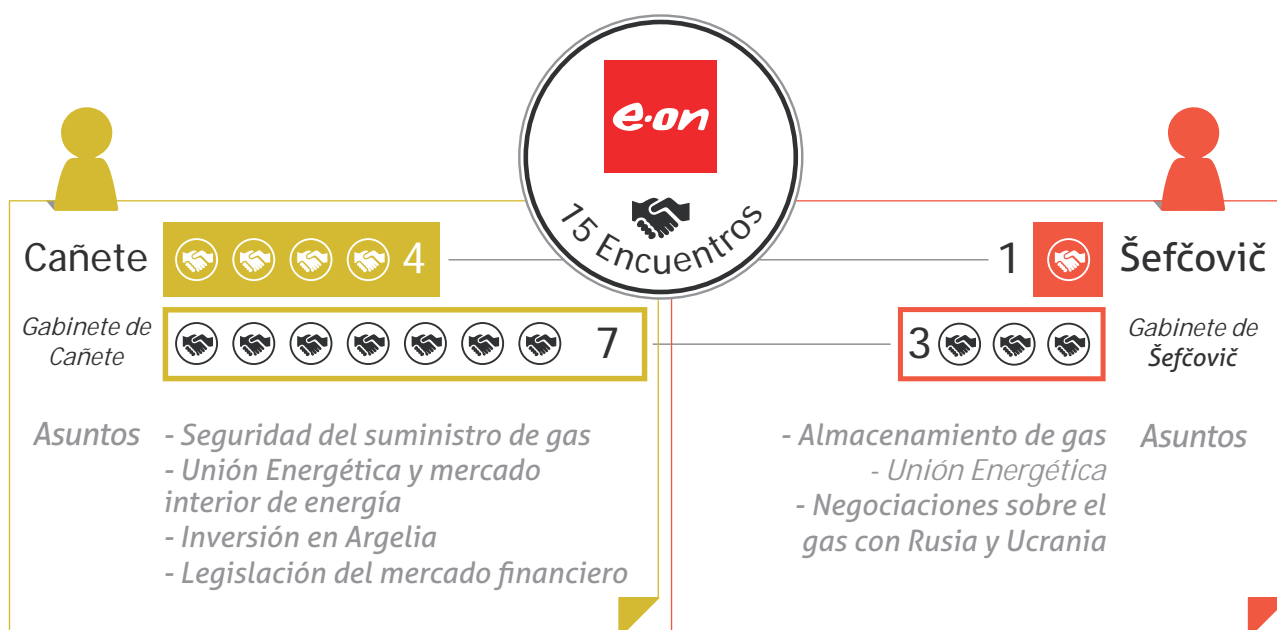 e·on
15 Encuentros
Cañete
4
Gabinete de
Cañete
7
Asuntos
- Seguridad del suministro de gas
- Unión Energética y mercado
interior de energía
- Inversión en Argelia
- Legislación del mercado financiero
1
Šefčovič
3
Gabinete de
Šefčovič
- Almacenamiento de gas
- Unión Energética
- Negociaciones sobre el
gas con Rusia y Ucrania
Asuntos